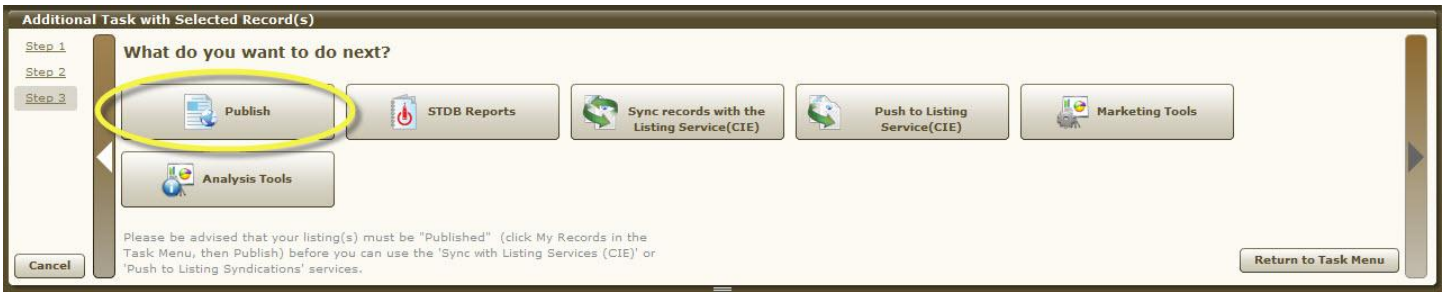 Additional Task with Selected Record(s)
Step 1
Step 2
Step 3
What do you want to do next?
Publish
STDB Reports
Sync records with the
Listing Service(CIE)
Push to Listing
Service(CIE)
Marketing Tools
Analysis Tools
Please be advised that your listing(s) must be "Published" (click My Records in the
Task Menu, then Publish) before you can use the 'Sync with Listing Services (CIE)' or
'Push to Listing Syndications' services.
Cancel
Return to Task Menu